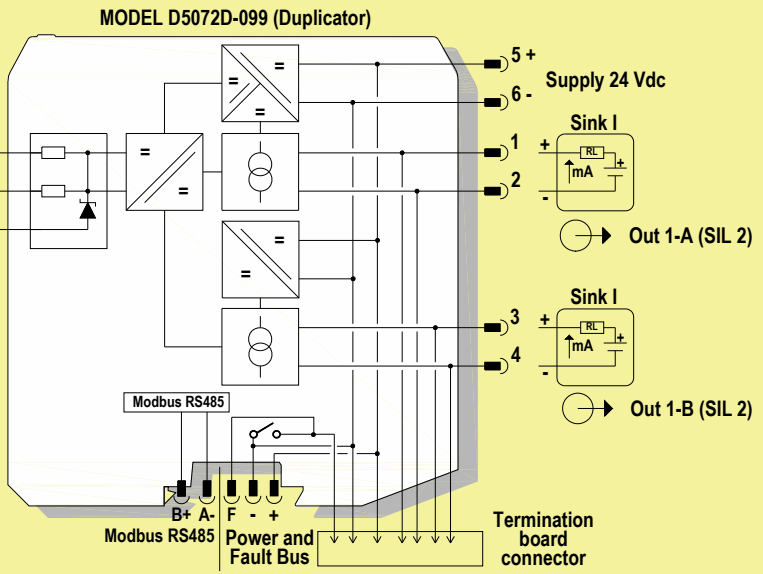 MODEL D5072D-099 (Duplicator)
5 +
Supply 24 Vdc
6 -
=
=
=
Sink I
1
+
RL
+
mA
=
=
2
-
Out 1-A (SIL 2)
=
=
Sink I
3
+
RL
+
mA
4
-
Modbus RS485
Out 1-B (SIL 2)
B+ A- F - +
Modbus RS485
Power and
Fault Bus
Termination
board
connector